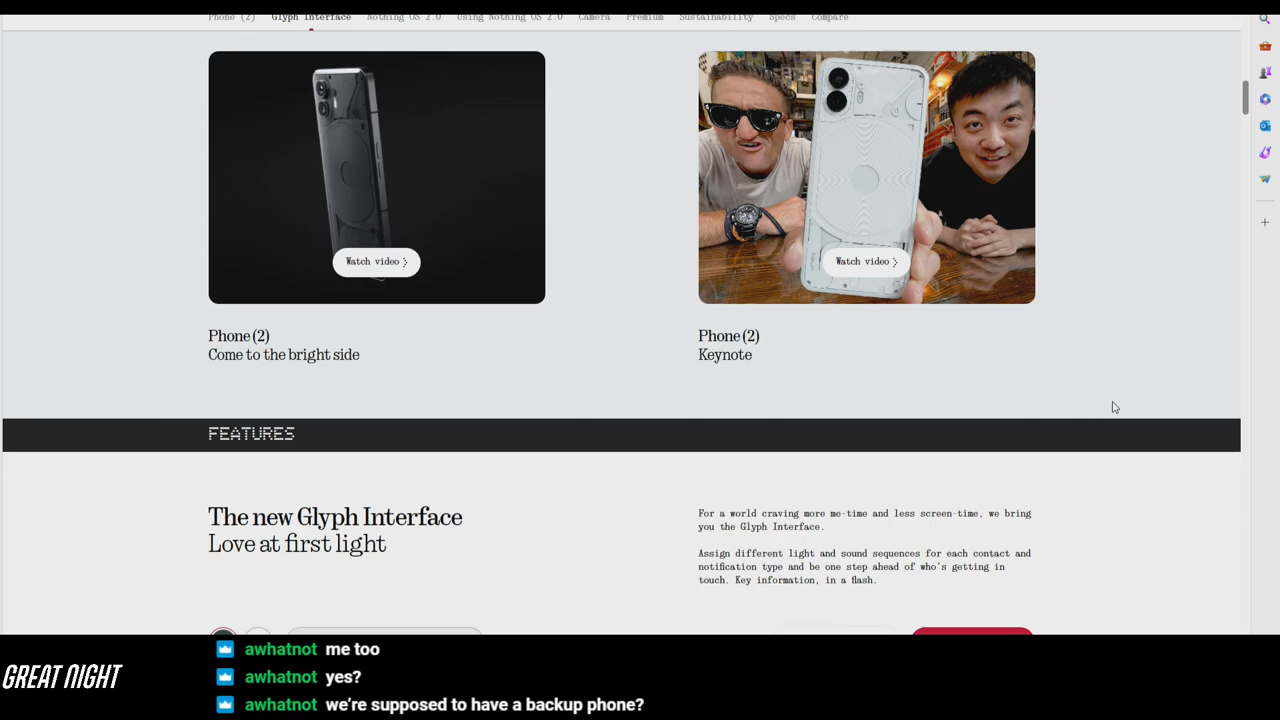 Phone (2)
Glyph Interface
Nothing OS 2.0
Using Nothing OS 2.0
Camera
Premium
Sustainability
Specs
Compare
Watch video
Watch video
Phone (2)
Come to the bright side
Phone (2)
Keynote
FEATURES
The new Glyph Interface
Love at first light
For a world craving more me-time and less screen-time, we bring
you the Glyph Interface.
Assign different light and sound sequences for each contact and
notification type and be one step ahead of who's getting in
touch. Key information, in a flash.
awhatnot me too
awhatnot yes?
awhatnot we're supposed to have a backup phone?
GREAT NIGHT